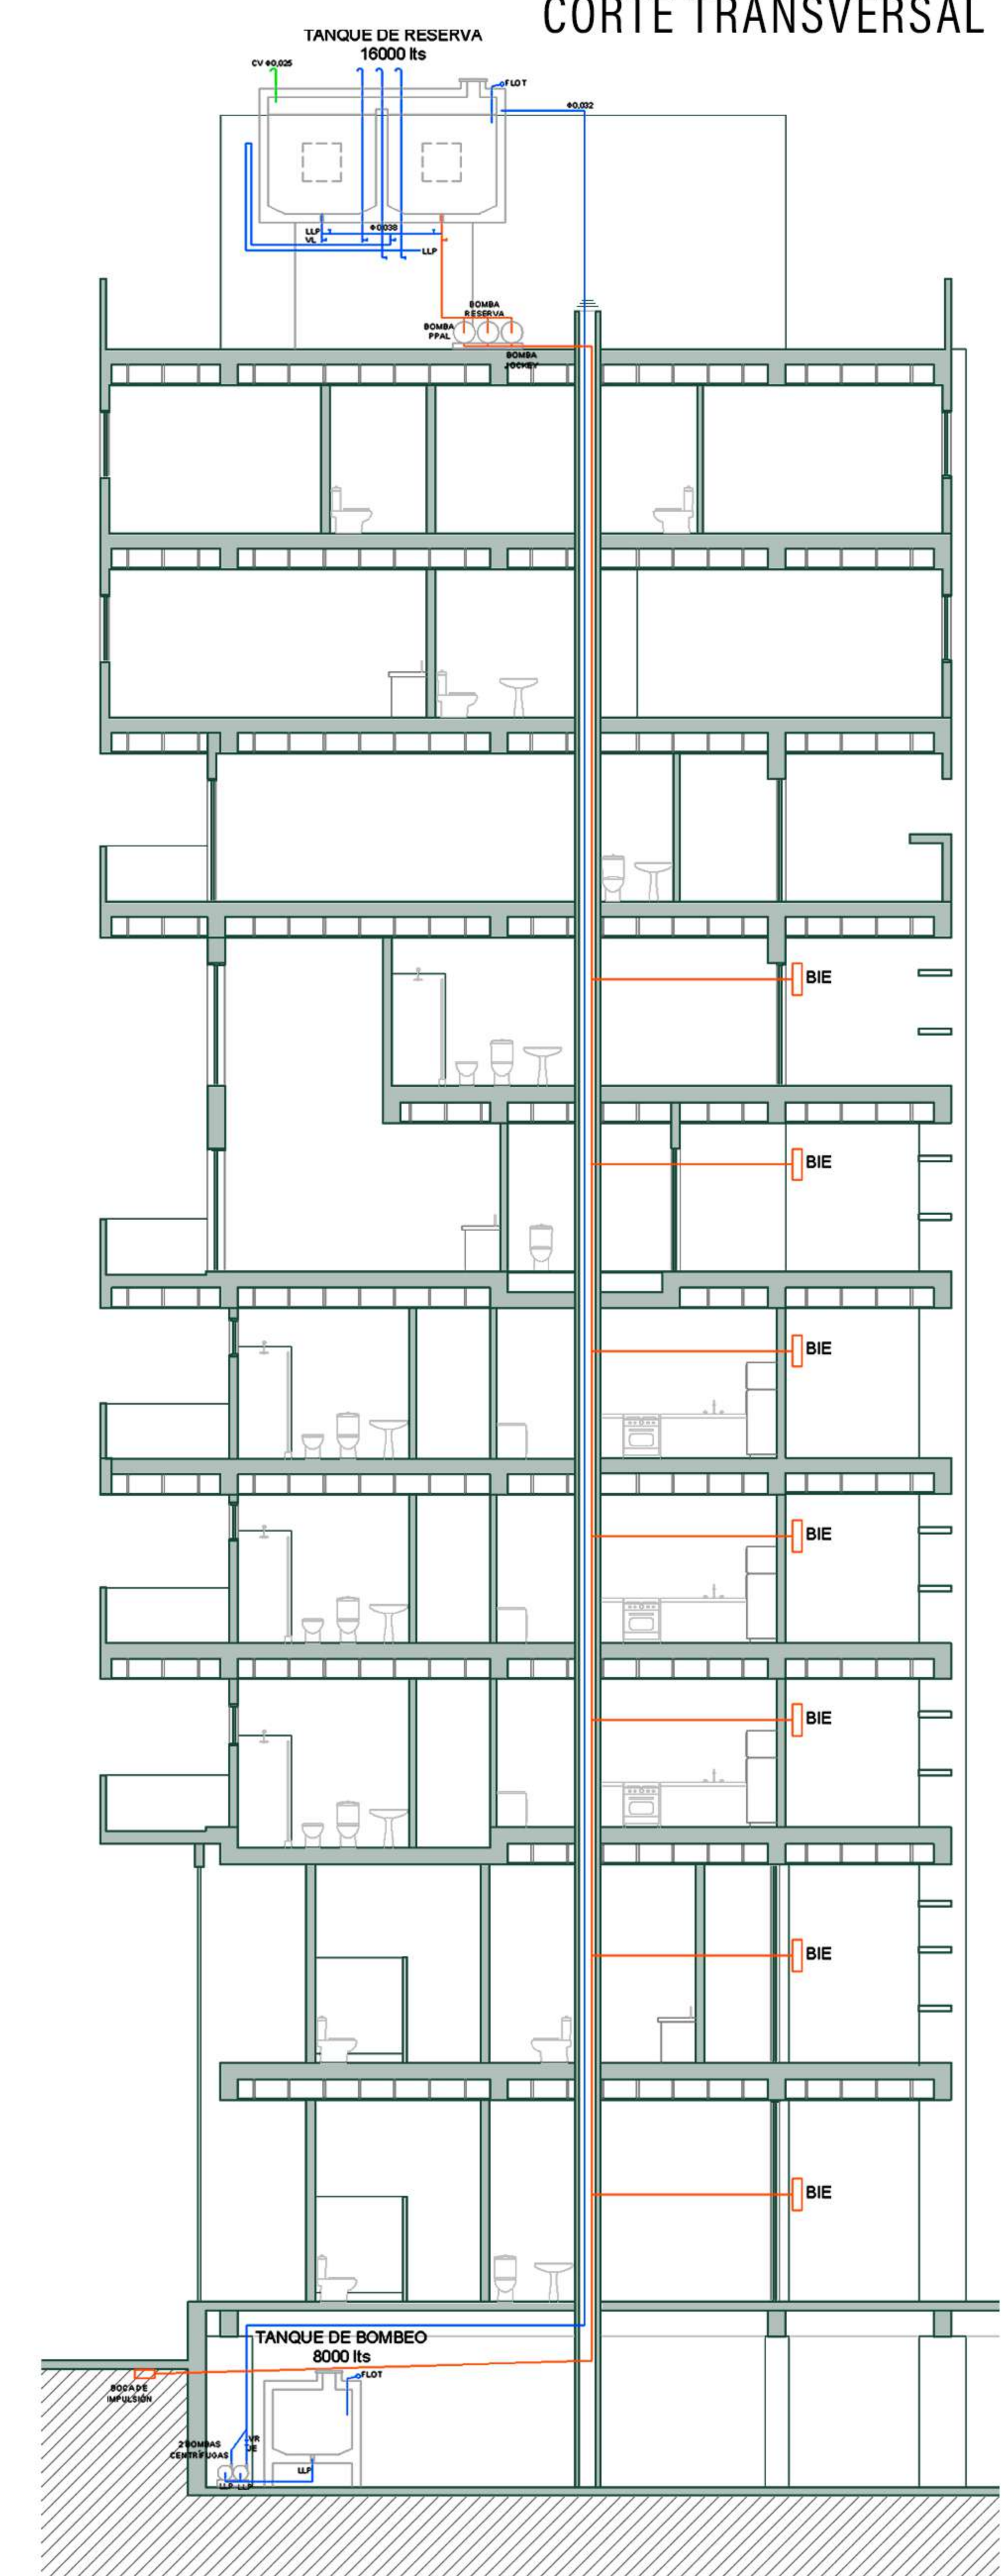 CORTE TRANSVERSAL
TANQUE DE RESERVA
16000 lts
CV Φ0,025
FLOT
Φ0,032
LLP
VL
Φ0,038
LLP
BOMBA
RESERVA
BOMBA
PPAL
BOMBA
JOCKEY
BIE
BIE
BIE
BIE
BIE
BIE
BIE
TANQUE DE BOMBEO
8000 lts
FLOT
BOCA DE
IMPULSIÓN
2 BOMBAS
CENTRÍFUGAS
VR
JE
LLP
LLP
LLP